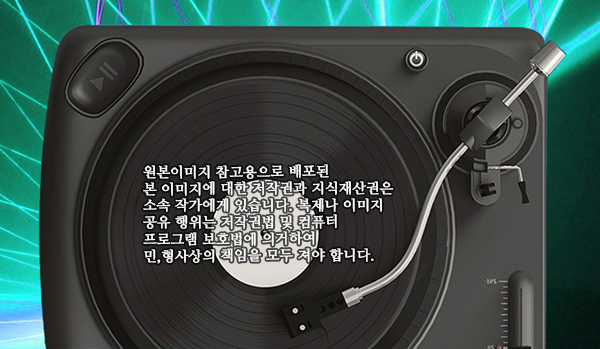 원본이미지 참고용으로 배포된
본 이미지에 대한 저작권과 지식재산권은
소속 작가에게 있습니다. 복제나 이미지
공유 행위는 저작권법 및 컴퓨터
프로그램 보호법에 의거하여
민,형사상의 책임을 모두 져야 합니다.